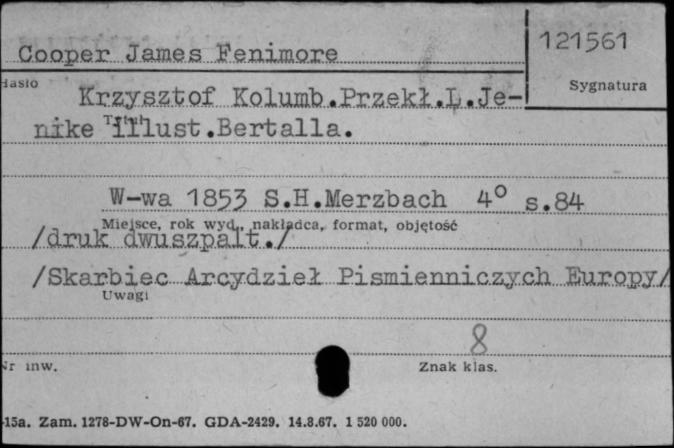 Cooper James Fenimore
121561
Hasło
Sygnatura
Krzysztof Kolumb.Przekł.L.Je-
nike illust.Bertalla.
Tytuł
W-wa 1853 S.H.Merzbach 4° s.84
Miejsce, rok wyd., nakładca, format, objętość
/druk dwuszpalt./
/Skarbiec Arcydzieł Pismienniczych Europy/
Uwagi
8
Nr inw.
Znak klas.
-15a. Zam. 1278-DW-On-67. GDA-2429. 14.8.67. 1 520 000.